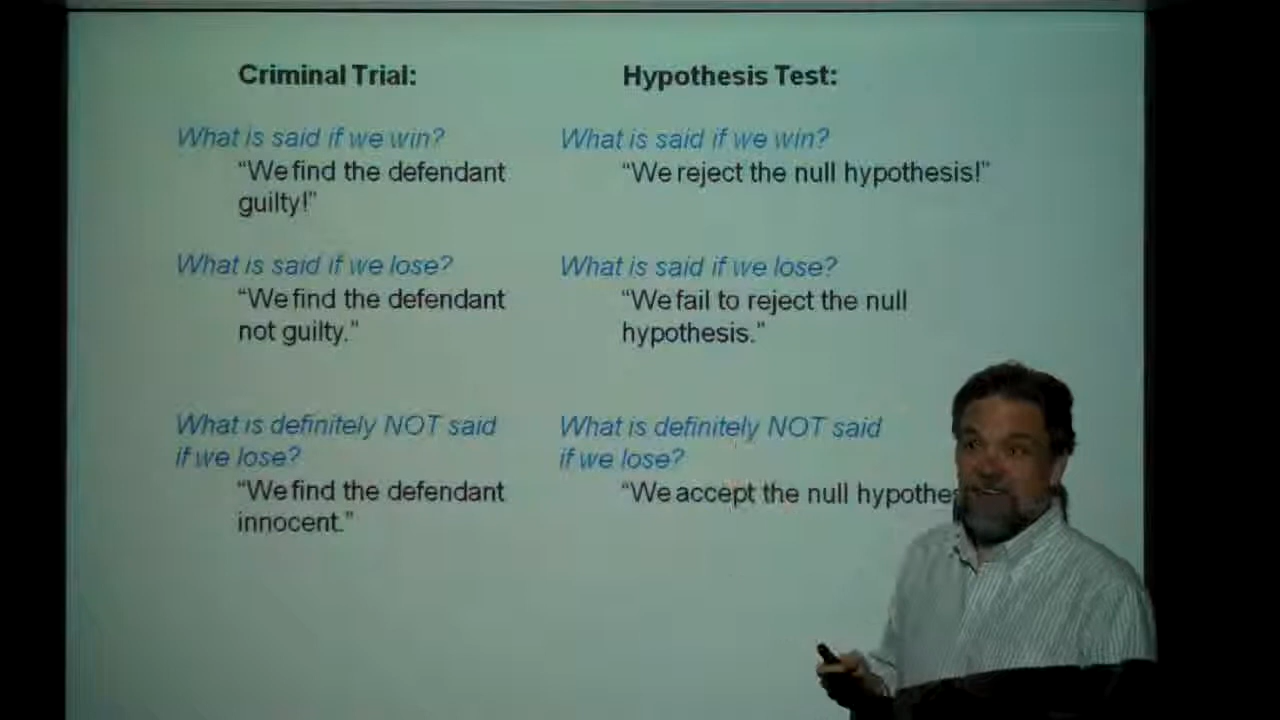 Criminal Trial:
What is said if we win?
“We find the defendant
guilty!”
What is said if we lose?
“We find the defendant
not guilty.”
What is definitely NOT said
if we lose?
“We find the defendant
innocent.”
Hypothesis Test:
What is said if we win?
“We reject the null hypothesis!”
What is said if we lose?
“We fail to reject the null
hypothesis.”
What is definitely NOT said
if we lose?
“We accept the null